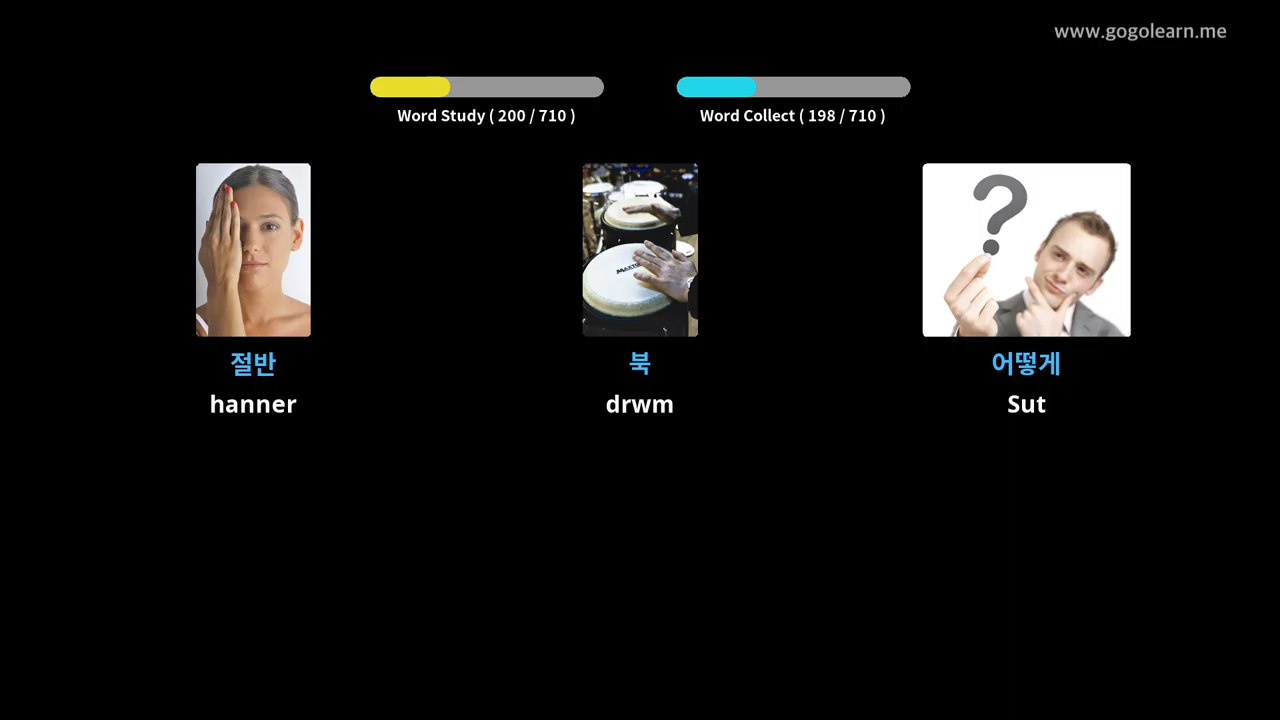 www.gogolearn.me
Word Study ( 200 / 710 )
Word Collect ( 198 / 710 )
절반
hanner
북
drwm
어떻게
Sut